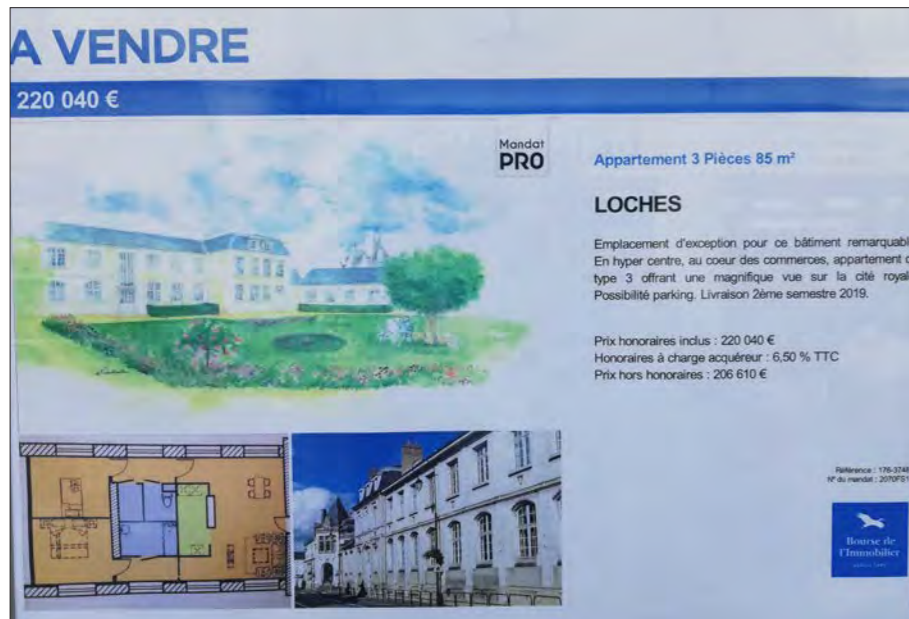 A VENDRE
220 040 €
Mandat
PRO
Appartement 3 Pièces 85 m²
LOCHES
Emplacement d'exception pour ce bâtiment
En hyper centre, au coeur des commerces, appartement
type 3 offrant une magnifique vue sur la cité
Possibilité parking. Livraison 2ème semestre 2019.
Prix honoraires inclus : 220 040 €
Honoraires à charge acquéreur : 6,50 % TTC
Prix hors honoraires : 206 610 €
Référence :
N° du mandat :
Bourse de
l'Immobilier